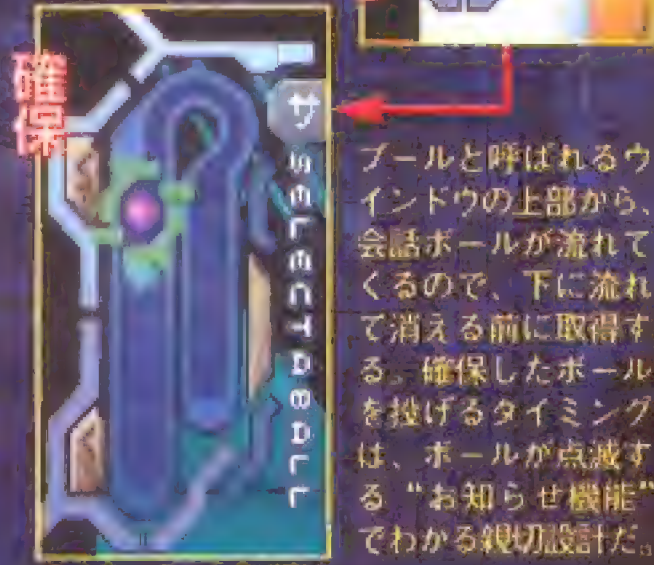 確保
サ
SELECTABALL
プールと呼ばれるウ
インドウの上部から、
会話ボールが流れて
くるので、下に流れ
て消える前に取得す
る。確保したボール
を投げるタイミング
は、ボールが点滅す
る“お知らせ機能”
でわかる親切設計だ。